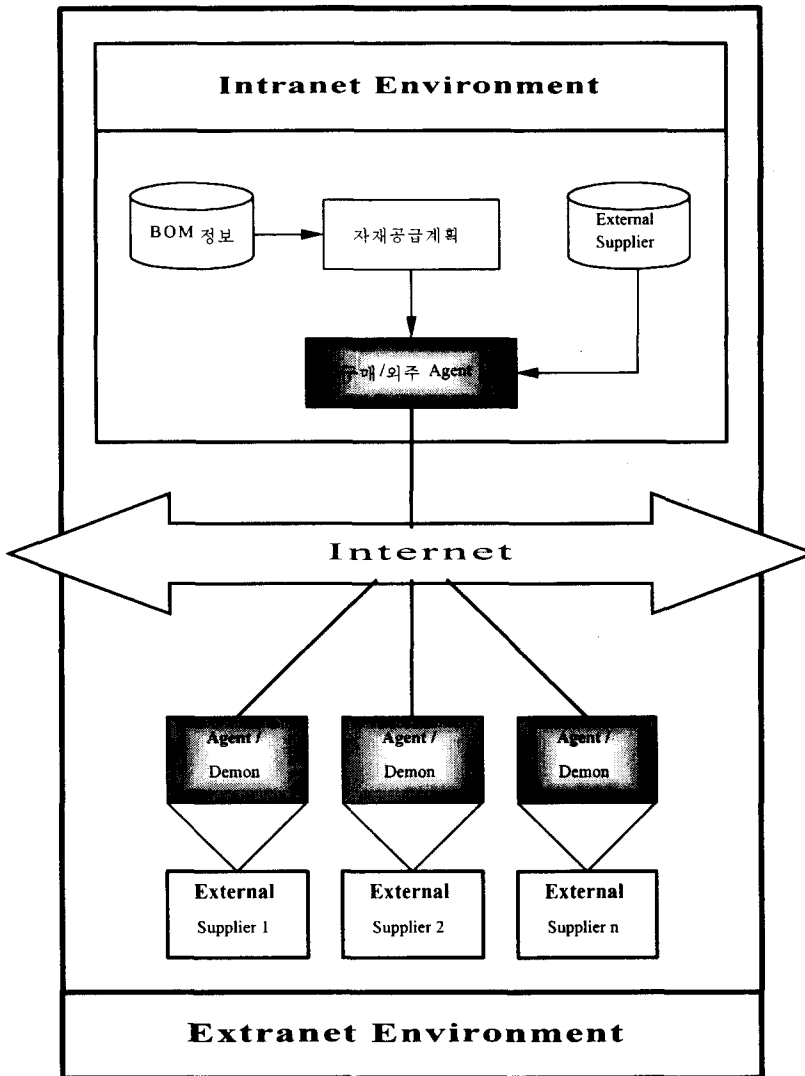 Intranet Environment
BOM 정보
자재공급계획
External
Supplier
구매/외주 Agent
Internet
Agent /
Demon
Agent /
Demon
Agent /
Demon
External
Supplier 1
External
Supplier 2
External
Supplier n
Extranet Environment